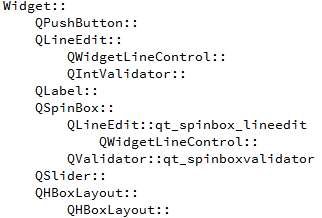 Widget::
QPushButton::
QLineEdit::
QWidgetLineControl::
QIntValidator::
QLabel::
QSpinBox::
QLineEdit::qt_spinbox_lineedit
QWidgetLineControl::
QValidator::qt_spinboxvalidator
QSlider::
QHBoxLayout::
QHBoxLayout::